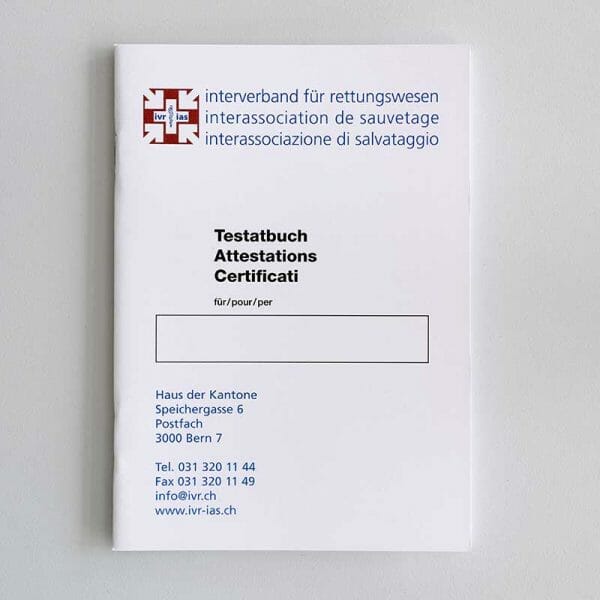 ivr ias
interverband für rettungswesen
interassociation de sauvetage
interassociazione di salvataggio
Testatbuch
Attestations
Certificati
für/pour/per
Haus der Kantone
Speichergasse 6
Postfach
3000 Bern 7
Tel. 031 320 11 44
Fax 031 320 11 49
info@ivr.ch
www.ivr-ias.ch